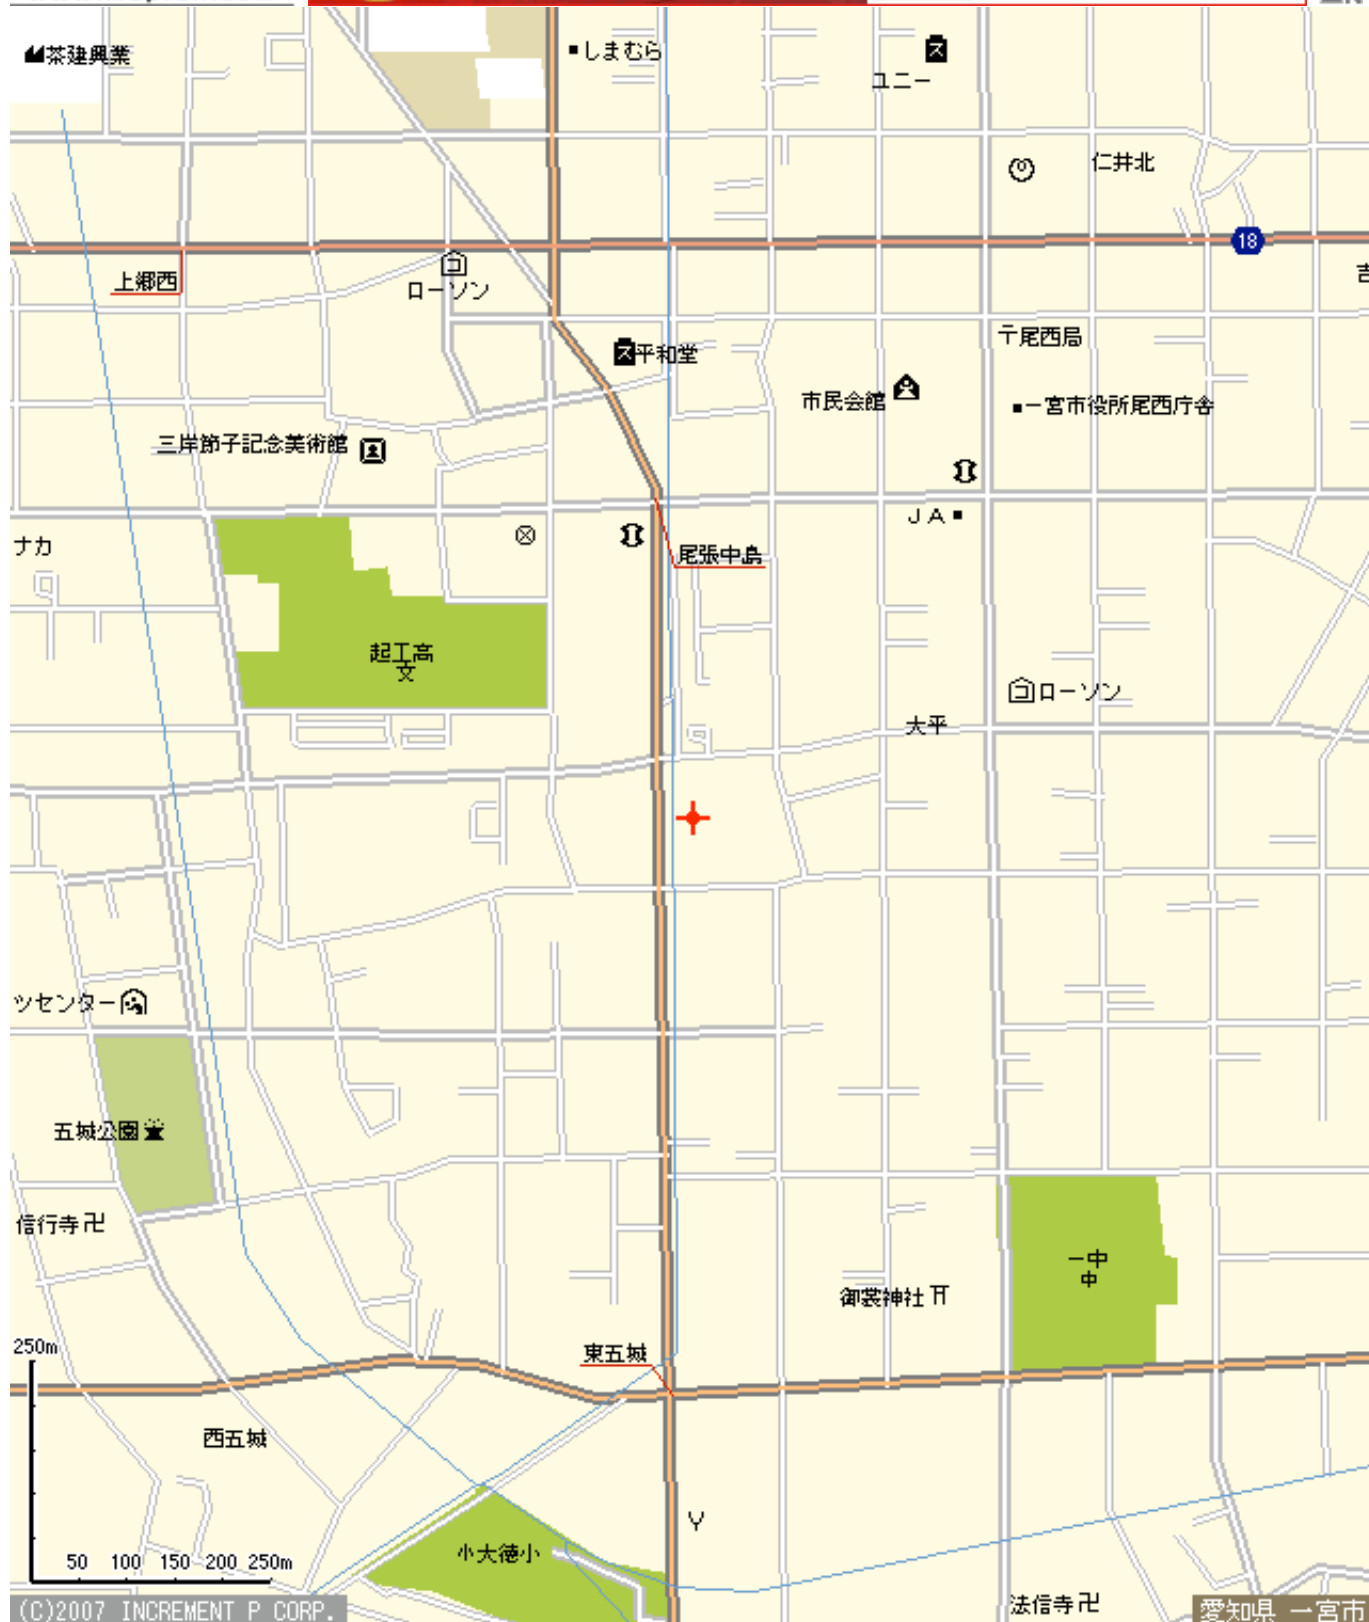 茶建興業
しまむら
ユニー
仁井北
18
上郷西
ローソン
平和堂
〒尾西局
市民会館
一宮市役所尾西庁舎
三岸節子記念美術館
ナカ
JA
尾張中島
起工高
文
ローソン
大平
ツセンター
五城公園
信行寺卍
一中
中
御裳神社
250m
東五城
西五城
Y
小大徳小
50 100 150 200 250m
法信寺卍
(C)2007 INCREMENT P CORP.
愛知県 一宮市